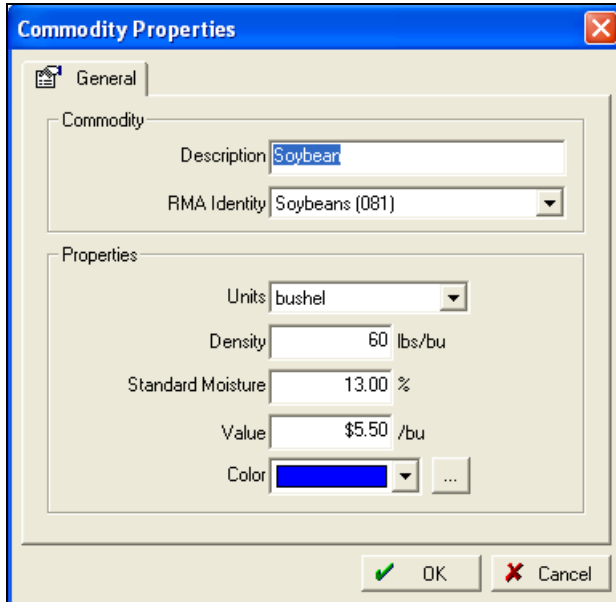 Commodity Properties
General
Commodity
Description Soybean
RMA Identity Soybeans (081)
Properties
Units bushel
Density 60 lbs/bu
Standard Moisture 13.00 %
Value $5.50 /bu
Color ...
OK Cancel